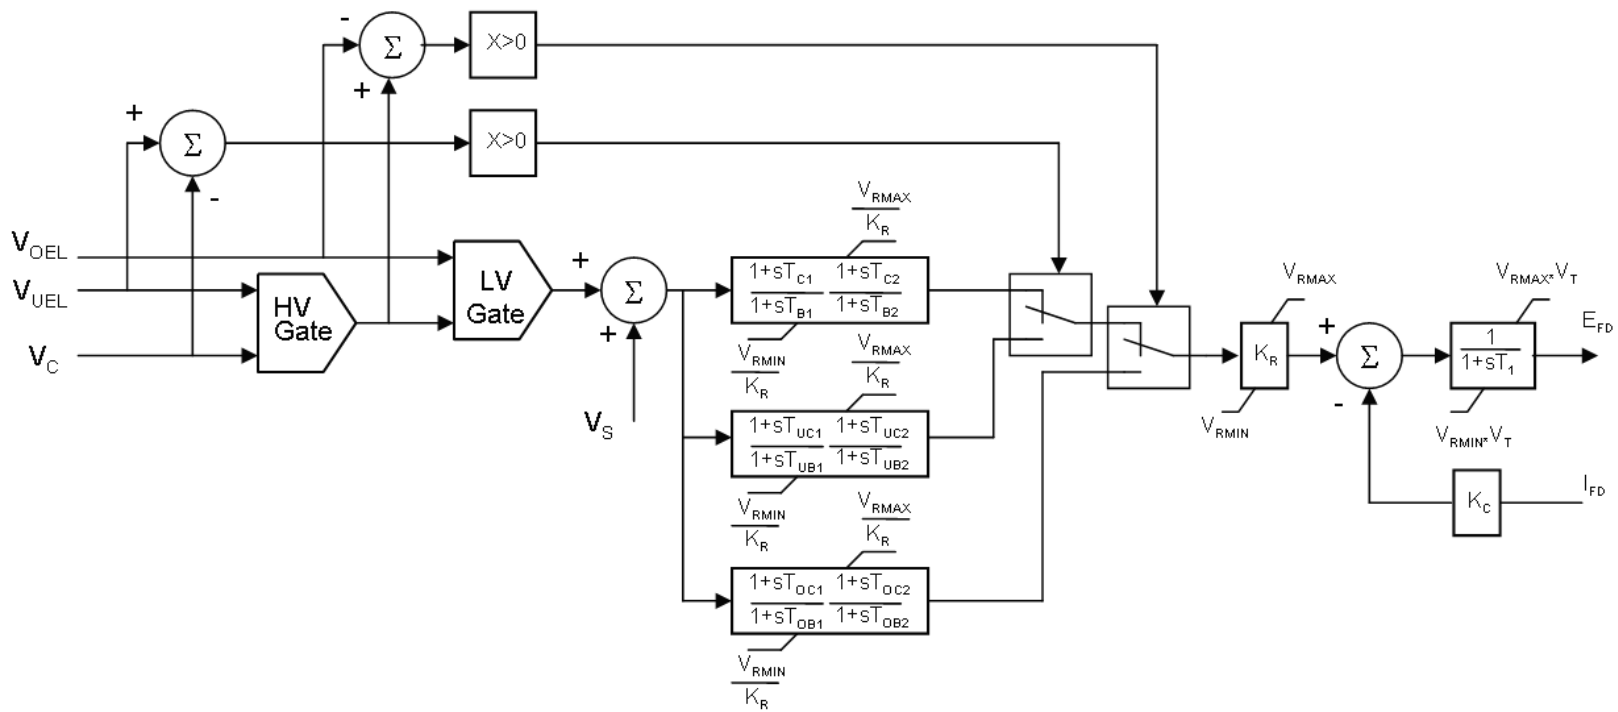 -
Σ
X>0
+
+
Σ
X>0
-
V_OEL
V_UEL
V_C
HV
Gate
LV
Gate
+
Σ
+
V_S
V_RMAX
K_R
1+sT_C1 1+sT_C2
1+sT_B1 1+sT_B2
V_RMIN
K_R
V_RMAX
K_R
1+sT_UC1 1+sT_UC2
1+sT_UB1 1+sT_UB2
V_RMIN
K_R
V_RMAX
K_R
1+sT_OC1 1+sT_OC2
1+sT_OB1 1+sT_OB2
V_RMIN
K_R
V_RMAX
K_R
V_RMIN
+
Σ
-
V_RMAX*V_T
1
1+sT_1
V_RMIN*V_T
E_FD
K_C
I_FD